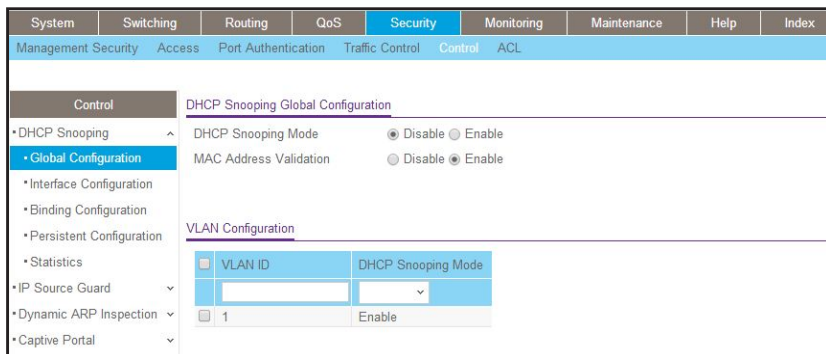 System Switching Routing QoS Security Monitoring Maintenance Help Index
Management Security Access Port Authentication Traffic Control Control ACL
Control
DHCP Snooping
Global Configuration
Interface Configuration
Binding Configuration
Persistent Configuration
Statistics
IP Source Guard
Dynamic ARP Inspection
Captive Portal
DHCP Snooping Global Configuration
DHCP Snooping Mode Disable Enable
MAC Address Validation Disable Enable
VLAN Configuration
VLAN ID DHCP Snooping Mode
1 Enable